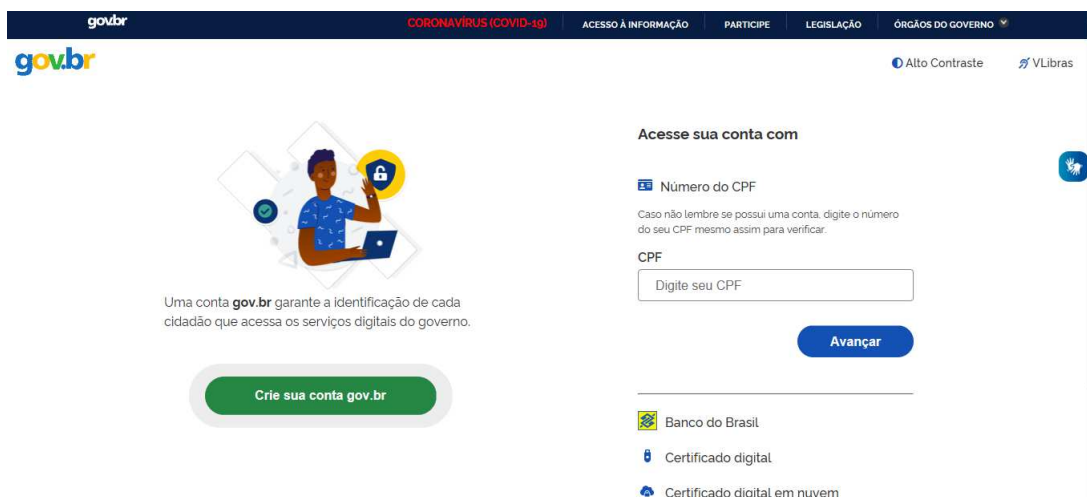 gov.br CORONAVÍRUS (COVID-19) ACESSO À INFORMAÇÃO PARTICIPE LEGISLAÇÃO ÓRGÃOS DO GOVERNO
gov.br Alto Contraste VLibras
Uma conta gov.br garante a identificação de cada
cidadão que acessa os serviços digitais do governo.
Crie sua conta gov.br
Acesse sua conta com
Número do CPF
Caso não lembre se possui uma conta, digite o número
do seu CPF mesmo assim para verificar.
CPF
Digite seu CPF
Avançar
Banco do Brasil
Certificado digital
Certificado digital em nuvem